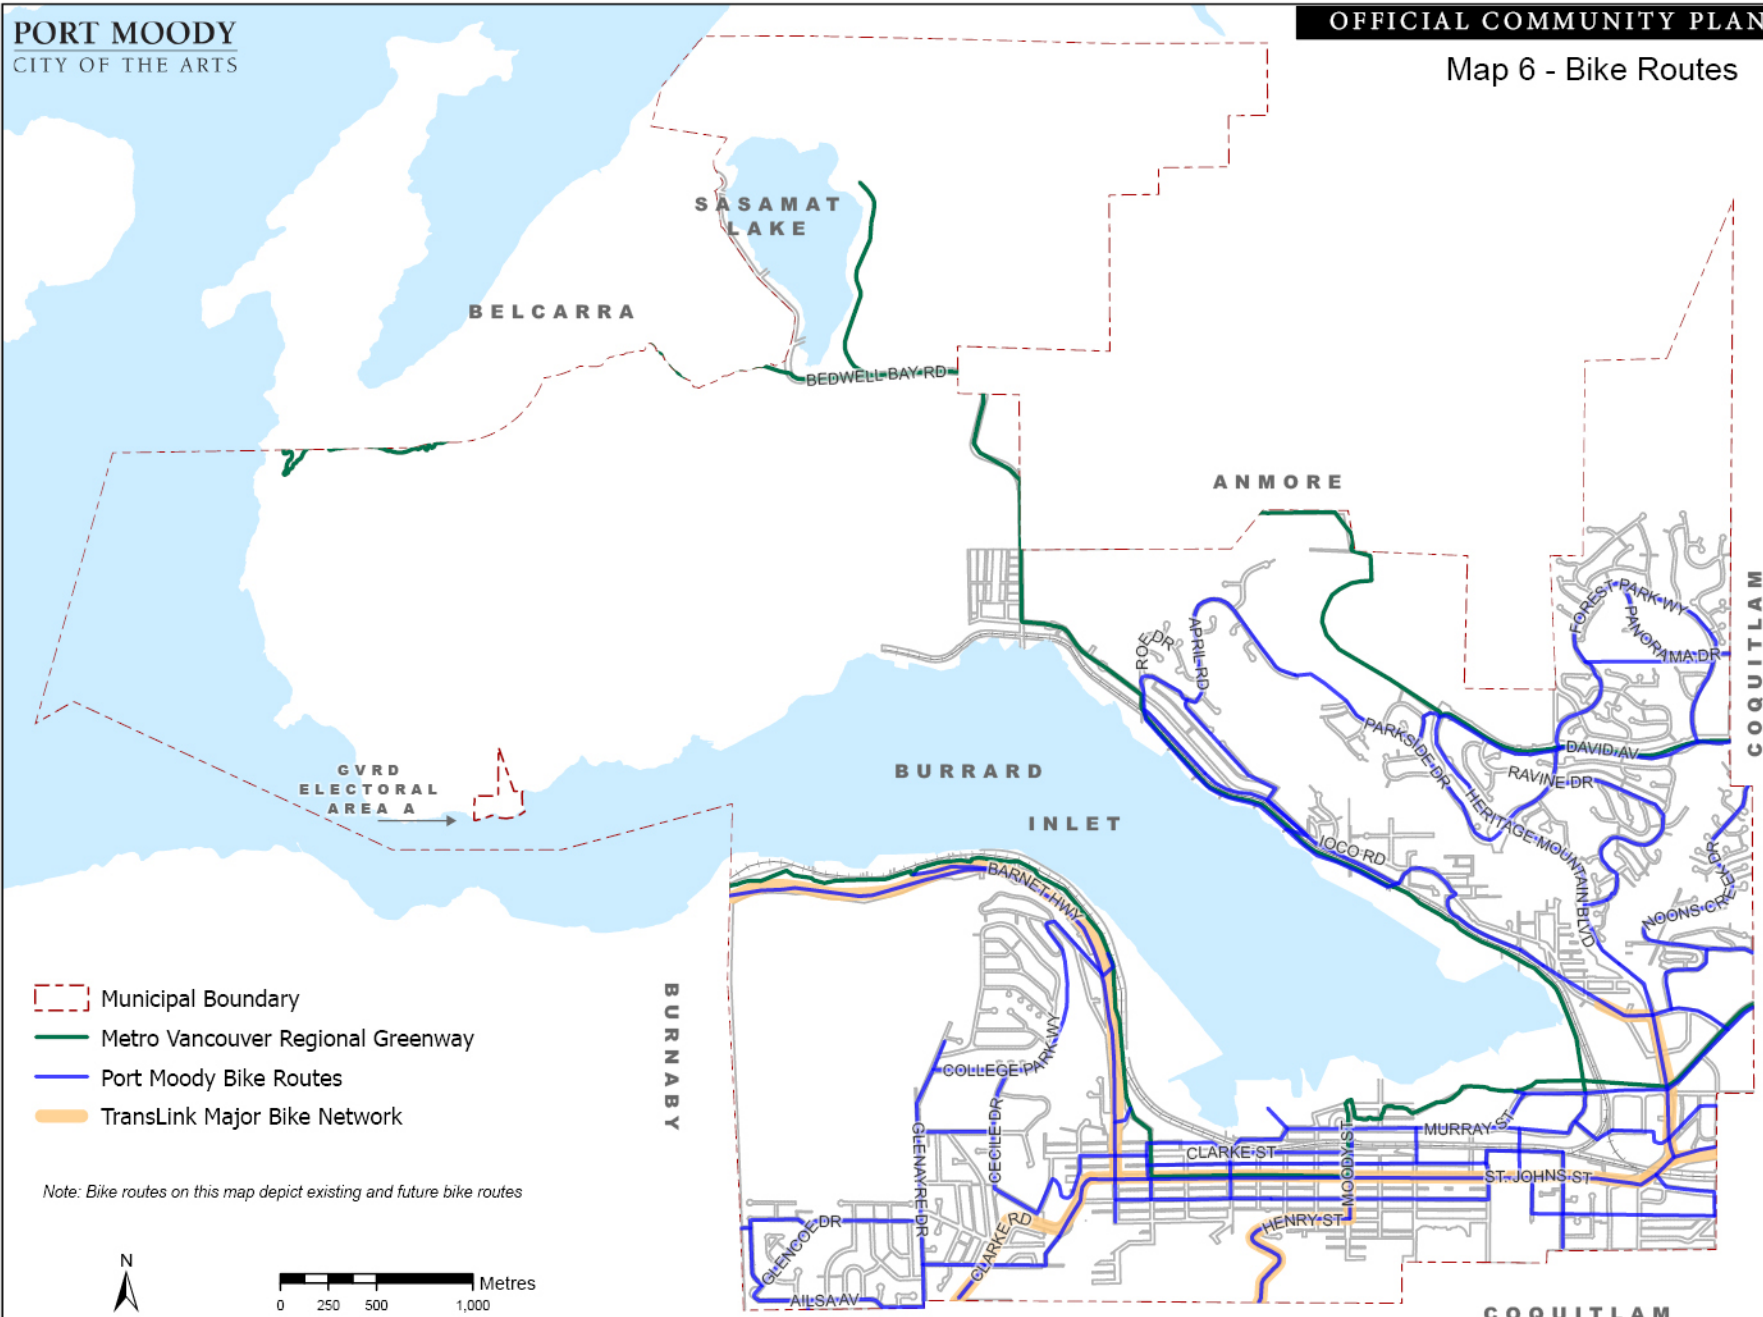 PORT MOODY
CITY OF THE ARTS
OFFICIAL COMMUNITY PLAN
Map 6 - Bike Routes
SASAMAT
LAKE
BELCARRA
BEDWELL BAY RD
ANMORE
FOREST PARK WY
PANORAMA DR
COQUITLAM
ROE DR
APRIL RD
PARKSIDE DR
DAVID AV
RAVINE DR
HERITAGE MOUNTAIN BLVD
GVRD
ELECTORAL
AREA A
BURRARD
INLET
IOCO RD
NOONS CREEK DR
BARNET HWY
BURNABY
Municipal Boundary
Metro Vancouver Regional Greenway
Port Moody Bike Routes
TransLink Major Bike Network
COLLEGE PARK WY
CECILE DR
GLENAYRE DR
MURRAY ST
CLARKE ST
MOODY ST
ST. JOHNS ST
Note: Bike routes on this map depict existing and future bike routes
GLENCOE DR
CLARKE RD
HENRY ST
AILSA AV
N
Metres
0 250 500 1,000
COQUITLAM